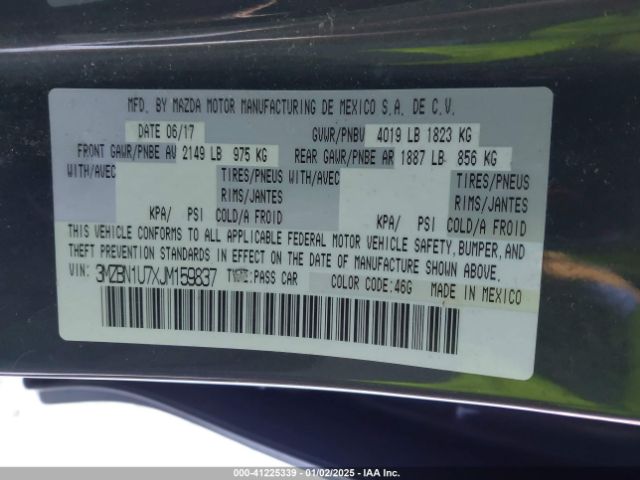 MFD. BY MAZDA MOTOR MANUFACTURING DE MEXICO S.A. DE C.V.
DATE 06/17 GVWR/PNBV 4019 LB 1823 KG
FRONT GAWR/PNBE AV 2149 LB 975 KG REAR GAWR/PNBE AR 1887 LB 856 KG
WITH/AVEC TIRES/PNEUS WITH/AVEC TIRES/PNEUS
RIMS/JANTES RIMS/JANTES
KPA/ PSI COLD/A FROID KPA/ PSI COLD/A FROID
THIS VEHICLE CONFORMS TO ALL APPLICABLE FEDERAL MOTOR VEHICLE SAFETY, BUMPER, AND
THEFT PREVENTION STANDARDS IN EFFECT ON THE DATE OF MANUFACTURE SHOWN ABOVE.
VIN: 3MZBN1U7XJM159837 TYPE: PASS CAR COLOR CODE: 46G MADE IN MEXICO
000-41225339 - 01/02/2025 - IAA Inc.